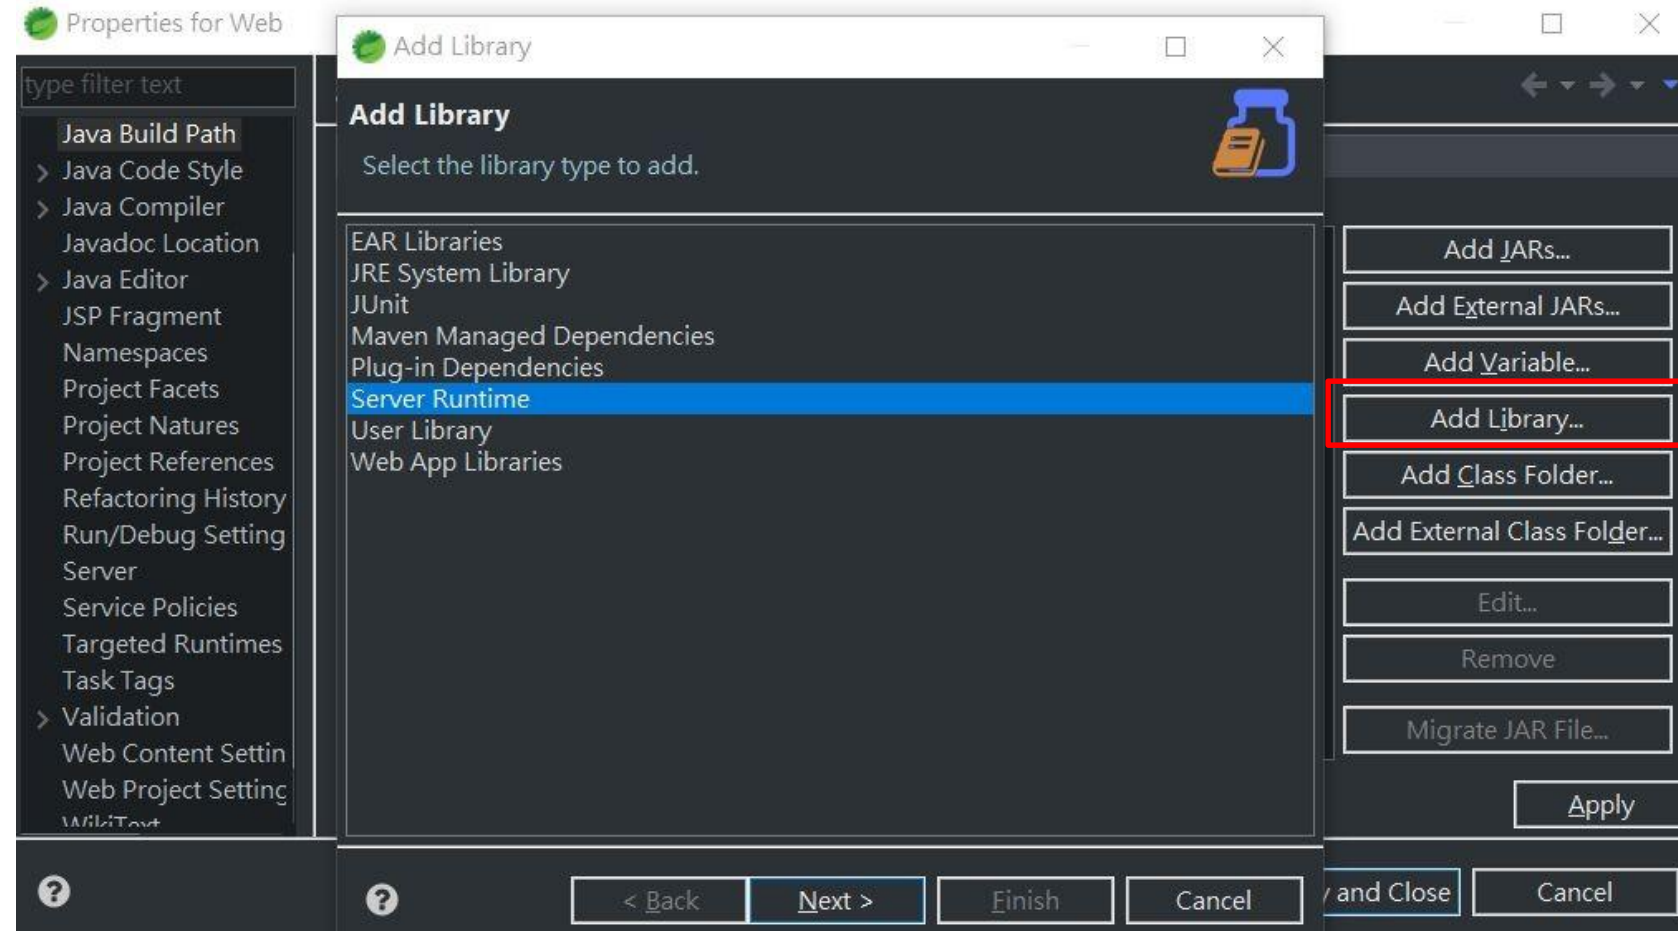 Properties for Web
type filter text
Java Build Path
Java Code Style
Java Compiler
Javadoc Location
Java Editor
JSP Fragment
Namespaces
Project Facets
Project Natures
Project References
Refactoring History
Run/Debug Setting
Server
Service Policies
Targeted Runtimes
Task Tags
Validation
Web Content Settin
Web Project Setting
WikiText
Add Library
Add Library
Select the library type to add.
EAR Libraries
JRE System Library
JUnit
Maven Managed Dependencies
Plug-in Dependencies
Server Runtime
User Library
Web App Libraries
< Back
Next >
Finish
Cancel
Add JARs...
Add External JARs...
Add Variable...
Add Library...
Add Class Folder...
Add External Class Folder...
Edit...
Remove
Migrate JAR File...
Apply
y and Close
Cancel